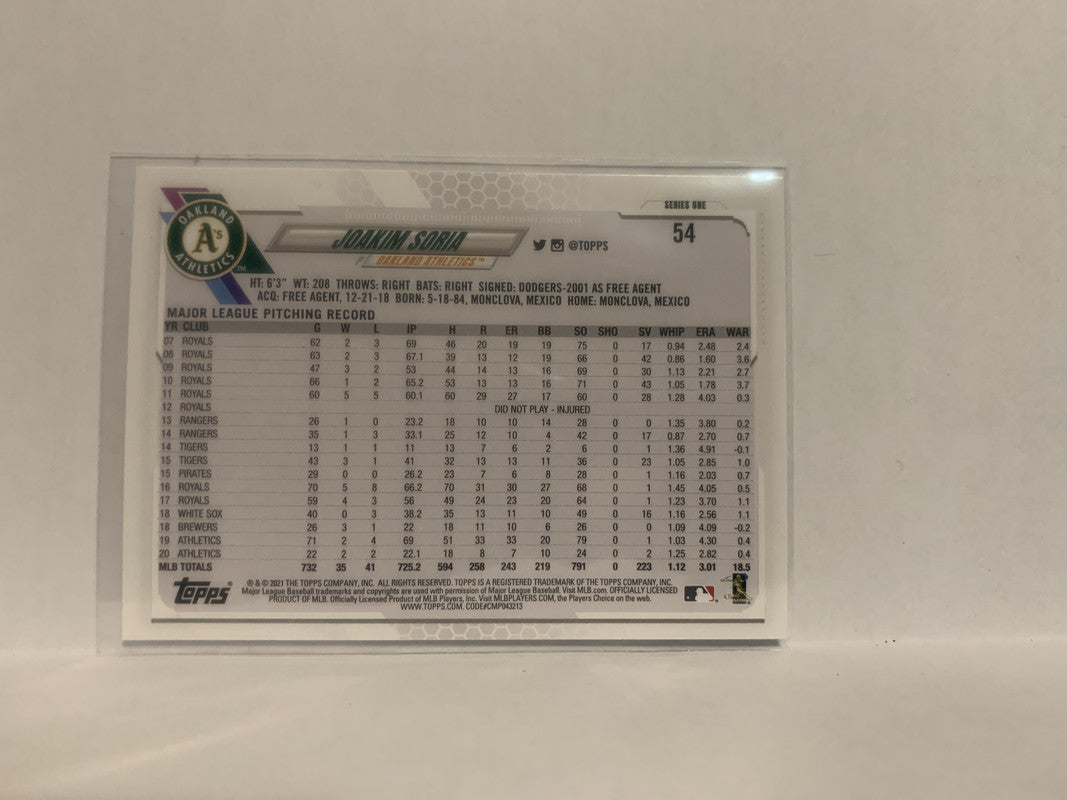 OAKLAND
A's
ATHLETICS™
SERIES ONE
54
JOAKIM SORIA
@TOPPS
OAKLAND ATHLETICS™
HT: 6'3" WT: 208 THROWS: RIGHT BATS: RIGHT SIGNED: DODGERS-2001 AS FREE AGENT
ACQ: FREE AGENT, 12-21-18 BORN: 5-18-84, MONCLOVA, MEXICO HOME: MONCLOVA, MEXICO
MAJOR LEAGUE PITCHING RECORD
YR CLUB G W L IP H R ER BB SO SHO SV WHIP ERA WAR
07 ROYALS 62 2 3 69 46 20 19 19 75 0 17 0.94 2.48 2.4
08 ROYALS 63 2 3 67.1 39 13 12 19 66 0 42 0.86 1.60 3.6
09 ROYALS 47 3 2 53 44 14 13 16 69 0 30 1.13 2.21 2.7
10 ROYALS 66 1 2 65.2 53 13 13 16 71 0 43 1.05 1.78 3.7
11 ROYALS 60 5 5 60.1 60 29 27 17 60 0 28 1.28 4.03 0.3
12 ROYALS DID NOT PLAY - INJURED
13 RANGERS 26 1 0 23.2 18 10 10 14 28 0 0 1.35 3.80 0.2
14 RANGERS 35 1 3 33.1 25 12 10 4 42 0 17 0.87 2.70 0.7
14 TIGERS 13 1 1 11 13 7 6 2 6 0 1 1.36 4.91 -0.1
15 TIGERS 43 3 1 41 32 13 13 11 36 0 23 1.05 2.85 1.0
15 PIRATES 29 0 0 26.2 23 7 6 8 28 0 1 1.16 2.03 0.7
16 ROYALS 70 5 8 66.2 70 31 30 27 68 0 1 1.45 4.05 0.5
17 ROYALS 59 4 3 56 49 24 23 20 64 0 1 1.23 3.70 1.1
18 WHITE SOX 40 0 3 38.2 35 13 11 10 49 0 16 1.16 2.56 1.1
18 BREWERS 26 3 1 22 18 11 10 6 26 0 0 1.09 4.09 -0.2
19 ATHLETICS 71 2 4 69 51 33 33 20 79 0 1 1.03 4.30 0.4
20 ATHLETICS 22 2 2 22.1 18 8 7 10 24 0 2 1.25 2.82 0.4
MLB TOTALS 732 35 41 725.2 594 258 243 219 791 0 223 1.12 3.01 18.5
Topps
® & © 2021 THE TOPPS COMPANY, INC. ALL RIGHTS RESERVED. TOPPS IS A REGISTERED TRADEMARK OF THE TOPPS COMPANY, INC.
Major League Baseball trademarks and copyrights are used with permission of Major League Baseball. Visit MLB.com. OFFICIALLY LICENSED
PRODUCT OF MLB. Officially Licensed Product of MLB Players, Inc. Visit MLBPLAYERS.com, the Players Choice on the web.
WWW.TOPPS.COM. CODE#CMP043213